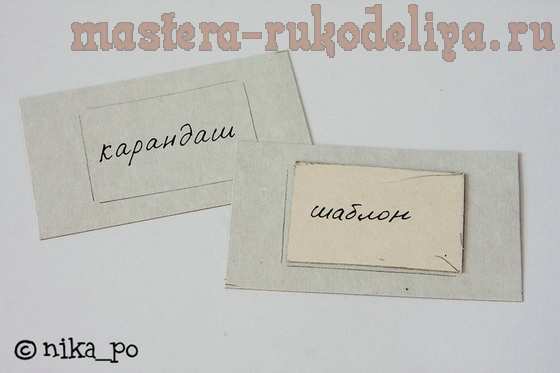 mastera-rukodeliya.ru
карандаш
шаблон
© nika_po